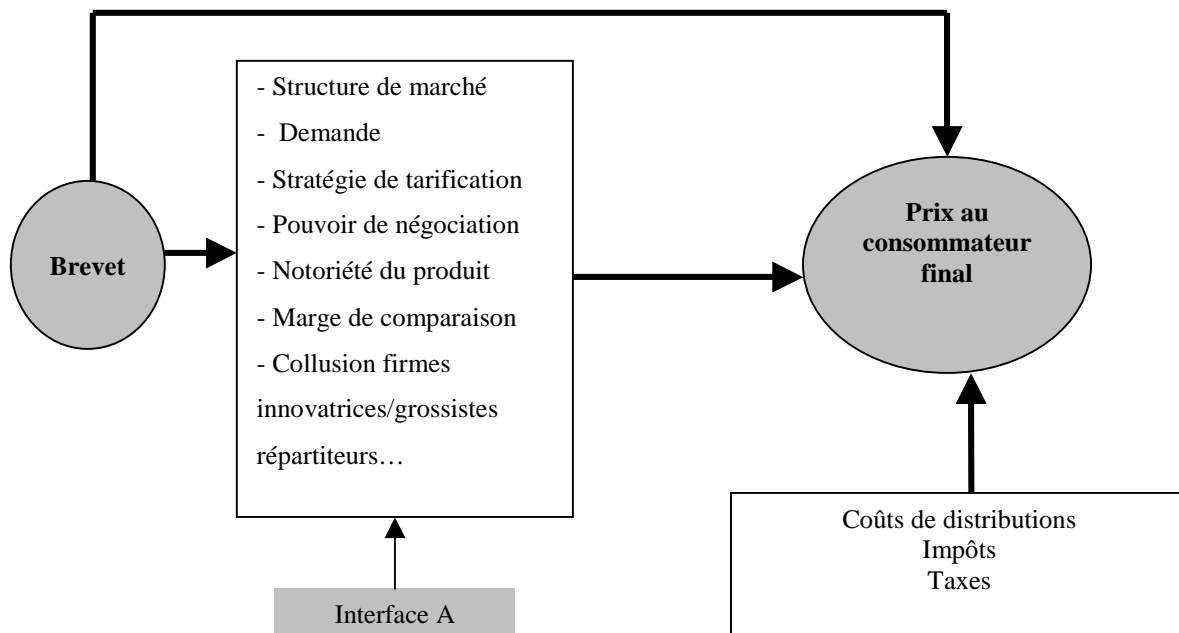 Brevet
- Structure de marché
- Demande
- Stratégie de tarification
- Pouvoir de négociation
- Notoriété du produit
- Marge de comparaison
- Collusion firmes
innovatrices/grossistes
répartiteurs…
Prix au
consommateur
final
Interface A
Coûts de distributions
Impôts
Taxes